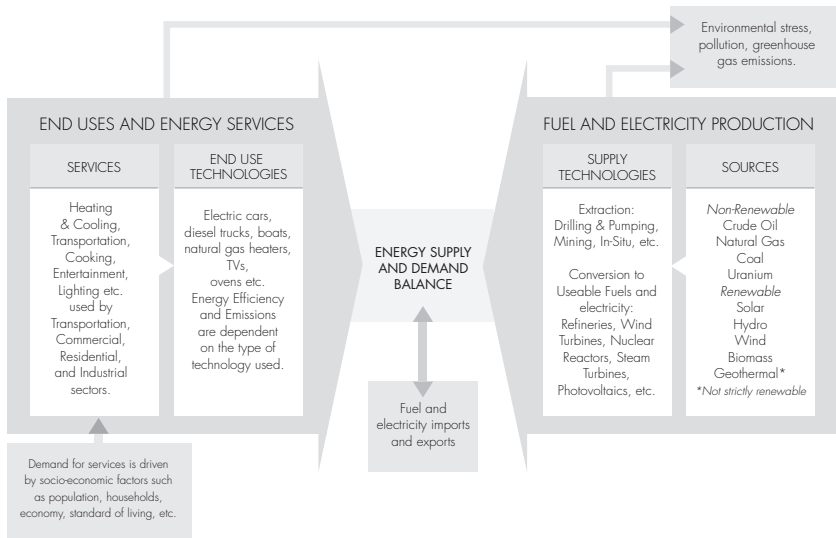 Environmental stress,
pollution, greenhouse
gas emissions.
END USES AND ENERGY SERVICES
SERVICES
Heating
& Cooling,
Transportation,
Cooking,
Entertainment,
Lighting etc.
used by
Transportation,
Commercial,
Residential,
and Industrial
sectors.
END USE
TECHNOLOGIES
Electric cars,
diesel trucks, boats,
natural gas heaters,
TVs,
ovens etc.
Energy Efficiency
and Emissions
are dependent
on the type of
technology used.
ENERGY SUPPLY
AND DEMAND
BALANCE
Fuel and
electricity imports
and exports
FUEL AND ELECTRICITY PRODUCTION
SUPPLY
TECHNOLOGIES
Extraction:
Drilling & Pumping,
Mining, In-Situ, etc.
Conversion to
Useable Fuels and
electricity:
Refineries, Wind
Turbines, Nuclear
Reactors, Steam
Turbines,
Photovoltaics, etc.
SOURCES
Non-Renewable
Crude Oil
Natural Gas
Coal
Uranium
Renewable
Solar
Hydro
Wind
Biomass
Geothermal*
*Not strictly renewable
Demand for services is driven
by socio-economic factors such
as population, households,
economy, standard of living, etc.